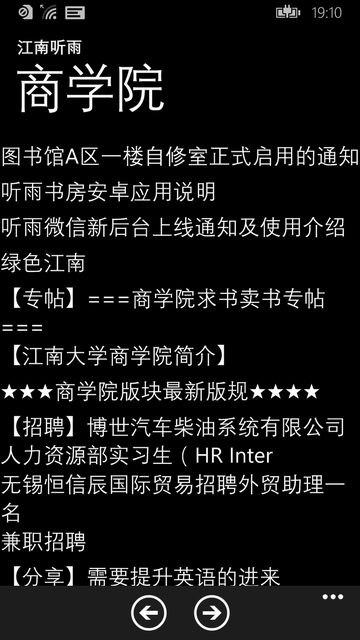 19:10
江南听雨
商学院
图书馆A区一楼自修室正式启用的通知
听雨书房安卓应用说明
听雨微信新后台上线通知及使用介绍
绿色江南
【专帖】===商学院求书卖书专帖
===
【江南大学商学院简介】
★★★商学院版块最新版规★★★★
【招聘】博世汽车柴油系统有限公司
人力资源部实习生（HR Inter
无锡恒信辰国际贸易招聘外贸助理一
名
兼职招聘
【分享】需要提升英语的进来